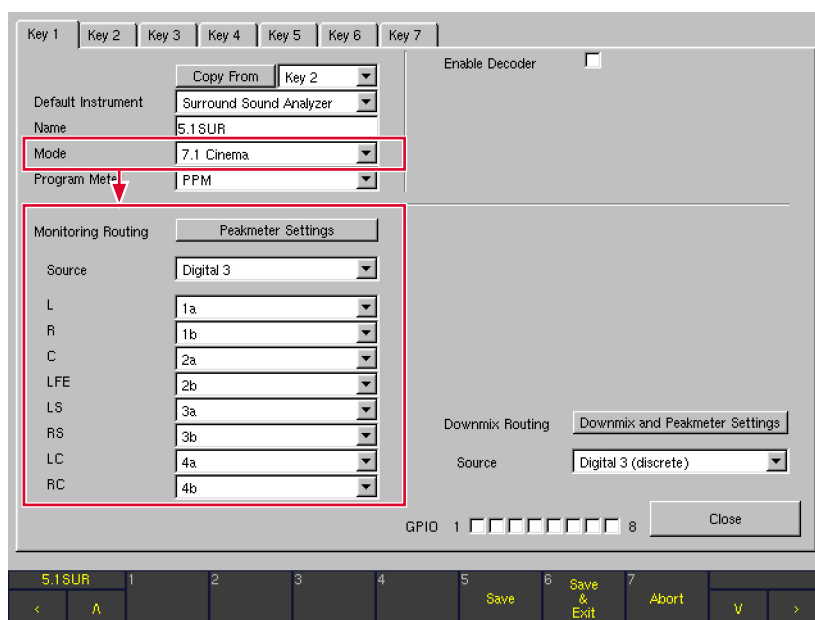 Key 1 Key 2 Key 3 Key 4 Key 5 Key 6 Key 7
Copy From Key 2
Enable Decoder
Default Instrument Surround Sound Analyzer
Name 5.1SUR
Mode 7.1 Cinema
Program Mete PPM
Monitoring Routing Peakmeter Settings
Source Digital 3
L 1a
R 1b
C 2a
LFE 2b
LS 3a
RS 3b
LC 4a
RC 4b
Downmix Routing Downmix and Peakmeter Settings
Source Digital 3 (discrete)
GPIO 1 8
Close
5.1SUR 1 2 3 4 5 Save 6 Save & Exit 7 Abort
< Λ V >